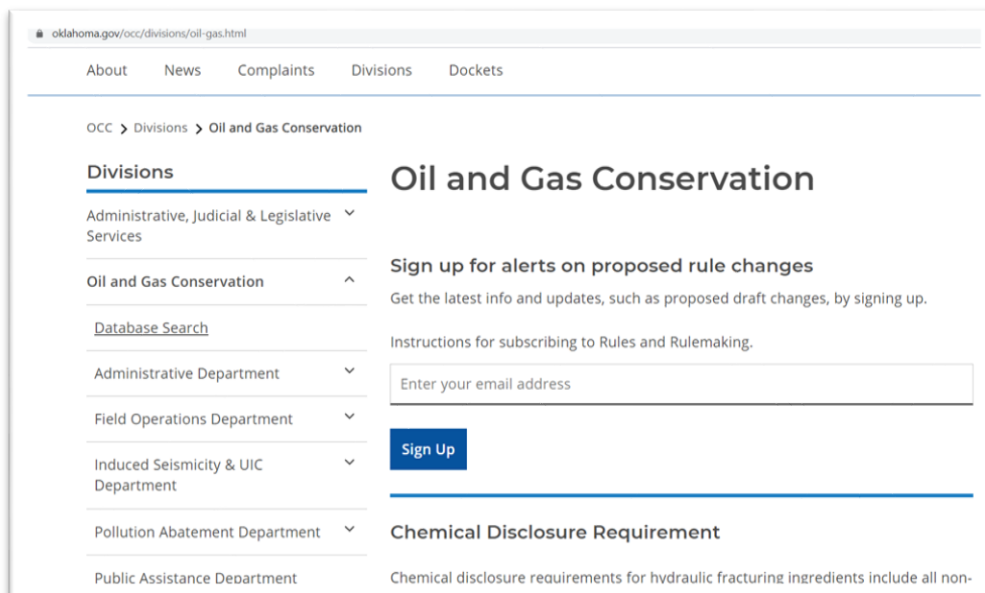 oklahoma.gov/occ/divisions/oil-gas.html
About News Complaints Divisions Dockets
OCC > Divisions > Oil and Gas Conservation
Divisions
Administrative, Judicial & Legislative
Services
Oil and Gas Conservation
Database Search
Administrative Department
Field Operations Department
Induced Seismicity & UIC
Department
Pollution Abatement Department
Public Assistance Department
Oil and Gas Conservation
Sign up for alerts on proposed rule changes
Get the latest info and updates, such as proposed draft changes, by signing up.
Instructions for subscribing to Rules and Rulemaking.
Enter your email address
Sign Up
Chemical Disclosure Requirement
Chemical disclosure requirements for hydraulic fracturing ingredients include all non-